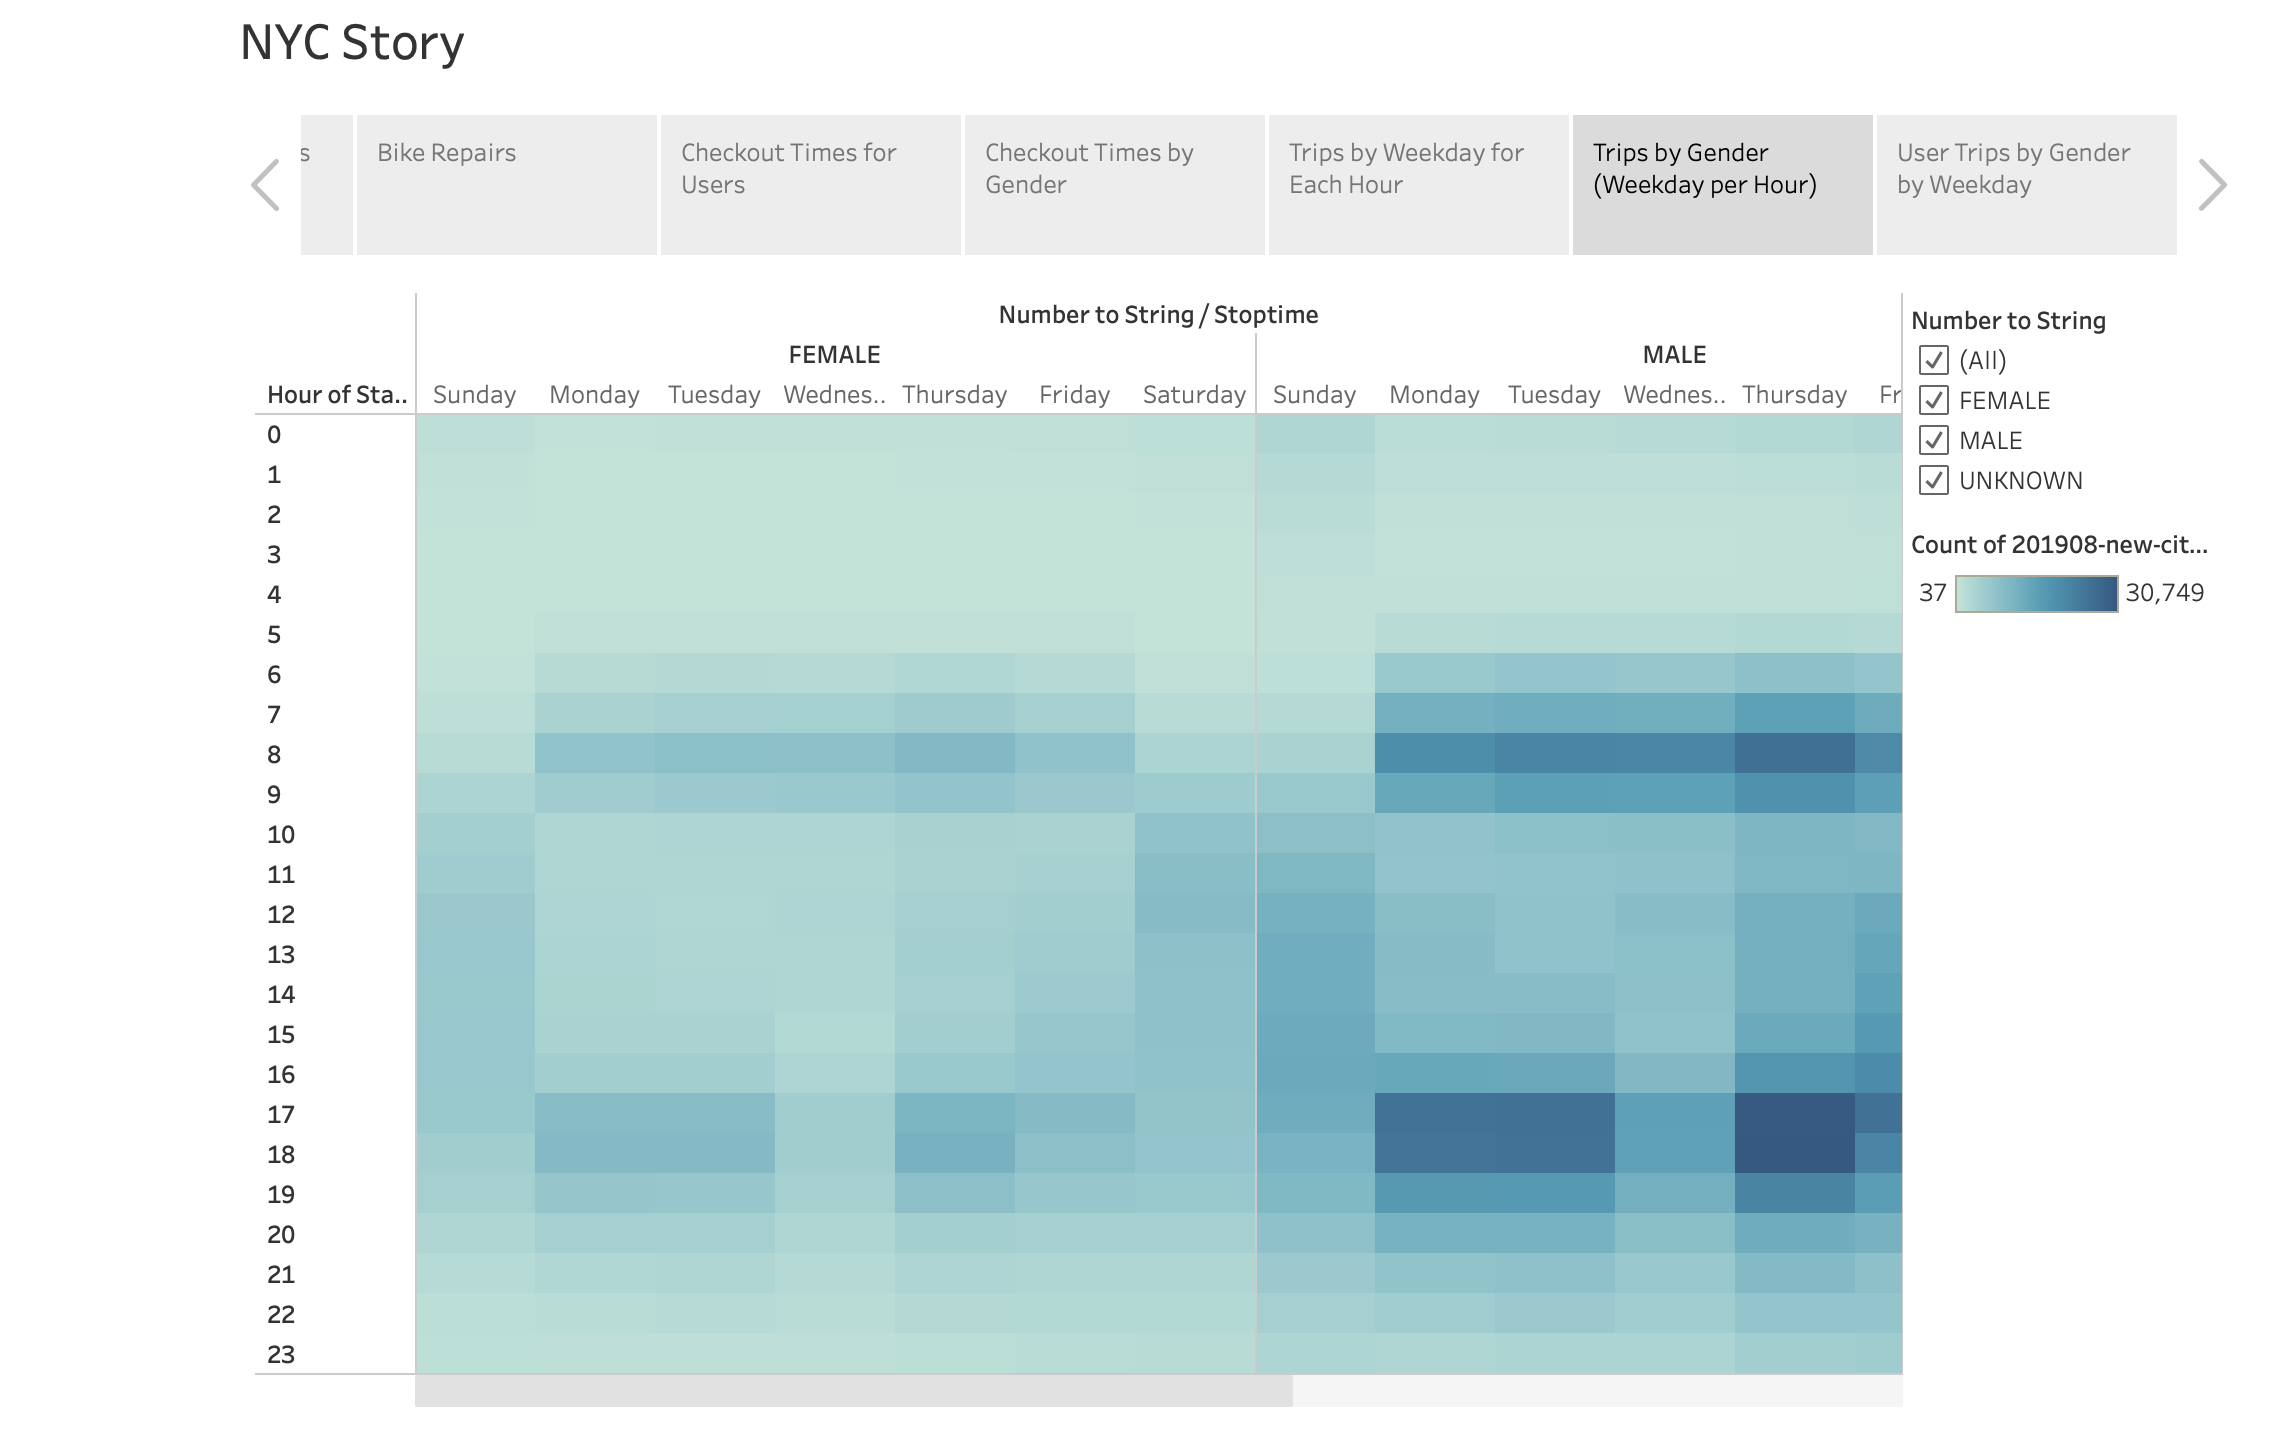 NYC Story
s
Bike Repairs
Checkout Times for
Users
Checkout Times by
Gender
Trips by Weekday for
Each Hour
Trips by Gender
(Weekday per Hour)
User Trips by Gender
by Weekday
Number to String / Stoptime
FEMALE MALE
Hour of Sta.. Sunday Monday Tuesday Wednes.. Thursday Friday Saturday Sunday Monday Tuesday Wednes.. Thursday Fr
0
1
2
3
4
5
6
7
8
9
10
11
12
13
14
15
16
17
18
19
20
21
22
23
Number to String
(All)
FEMALE
MALE
UNKNOWN
Count of 201908-new-cit...
37 30,749